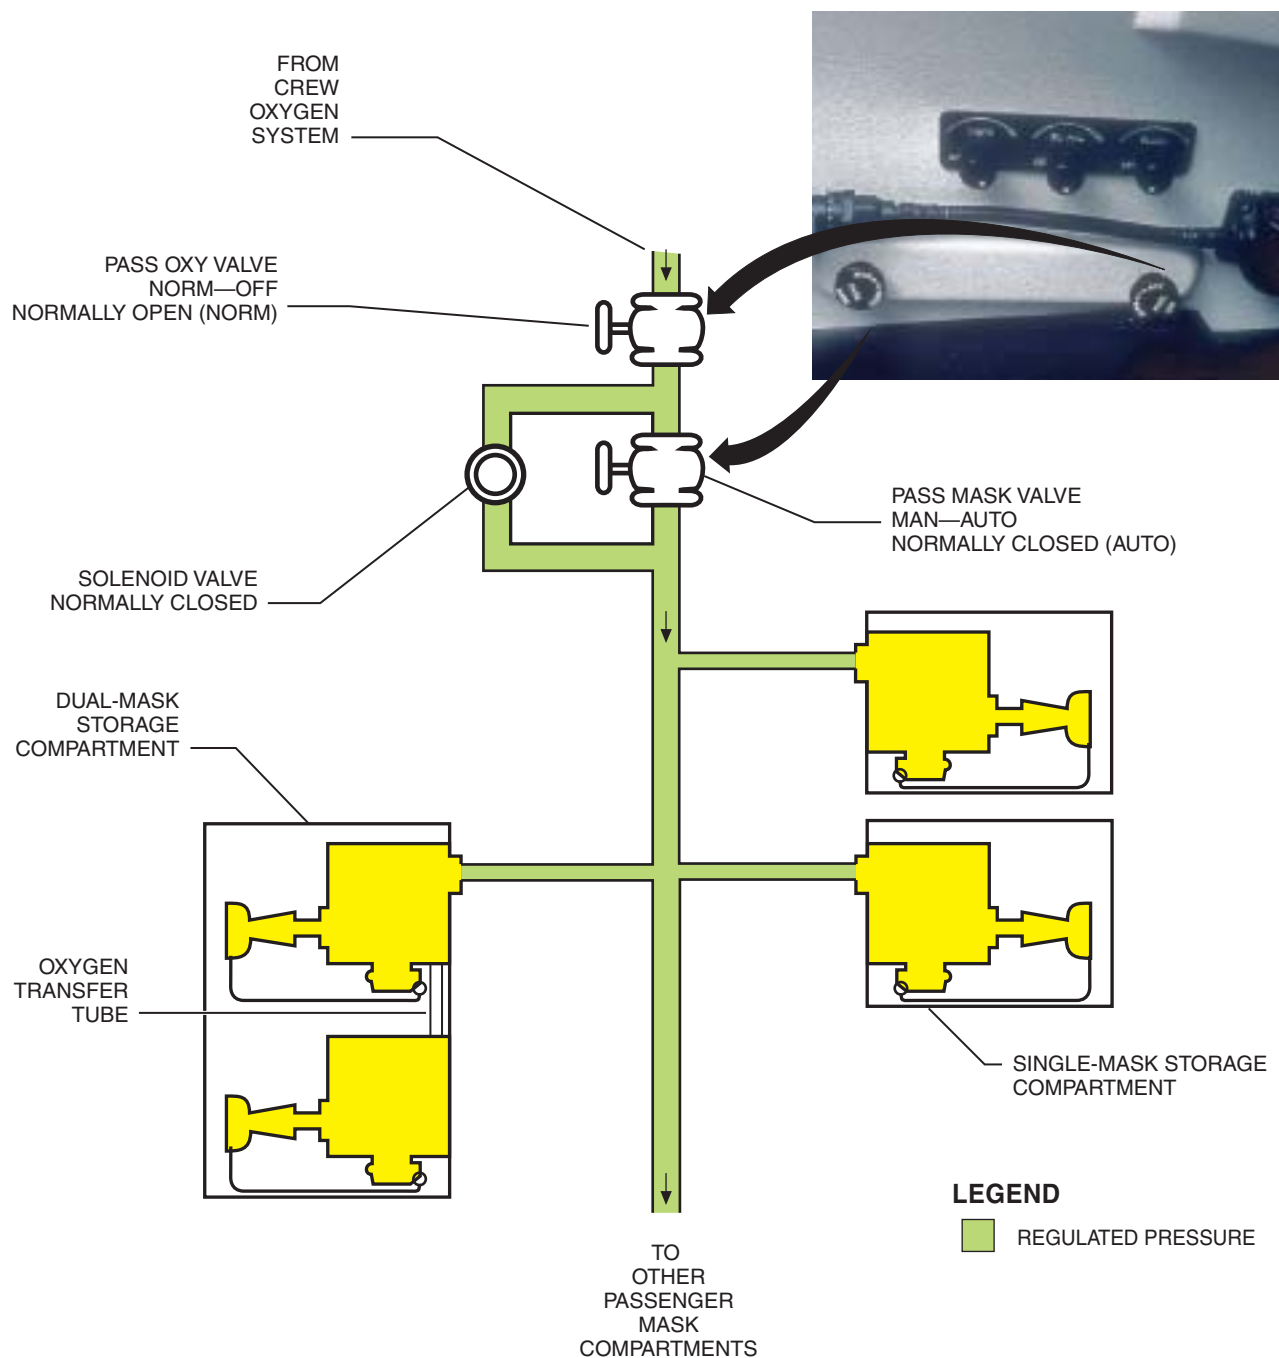 FROM
CREW
OXYGEN
SYSTEM
PASS OXY VALVE
NORM—OFF
NORMALLY OPEN (NORM)
PASS MASK VALVE
MAN—AUTO
NORMALLY CLOSED (AUTO)
SOLENOID VALVE
NORMALLY CLOSED
DUAL-MASK
STORAGE
COMPARTMENT
OXYGEN
TRANSFER
TUBE
SINGLE-MASK STORAGE
COMPARTMENT
LEGEND
REGULATED PRESSURE
TO
OTHER
PASSENGER
MASK
COMPARTMENTS